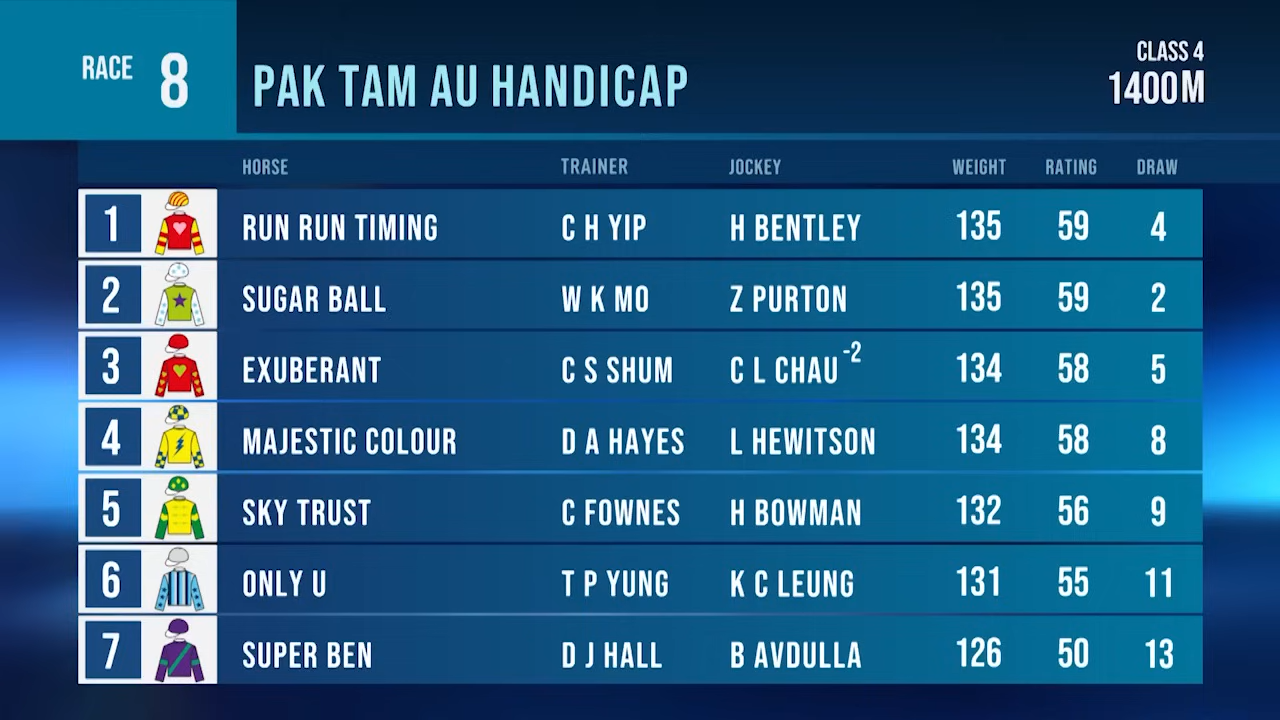 RACE 8 PAK TAM AU HANDICAP CLASS 4
1400M
HORSE TRAINER JOCKEY WEIGHT RATING DRAW
1 RUN RUN TIMING C H YIP H BENTLEY 135 59 4
2 SUGAR BALL W K MO Z PURTON 135 59 2
3 EXUBERANT C S SHUM C L CHAU -2 134 58 5
4 MAJESTIC COLOUR D A HAYES L HEWITSON 134 58 8
5 SKY TRUST C FOWNES H BOWMAN 132 56 9
6 ONLY U T P YUNG K C LEUNG 131 55 11
7 SUPER BEN D J HALL B AVDULLA 126 50 13